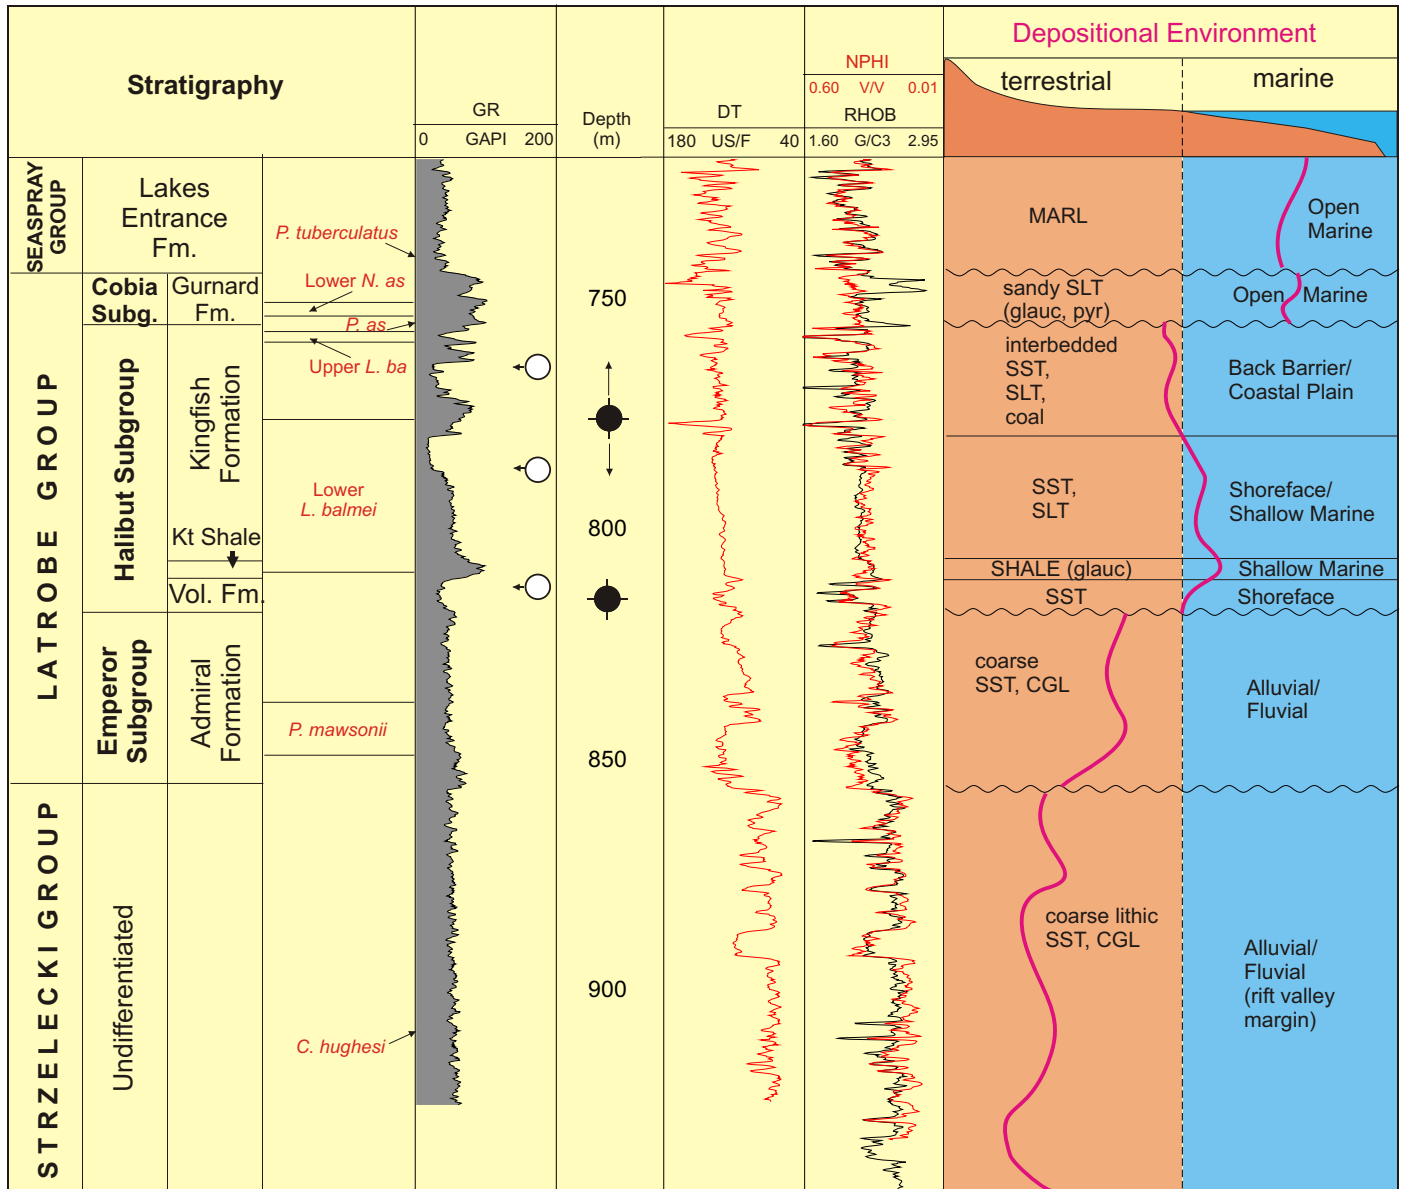 Depositional Environment
Stratigraphy
GR
0 GAPI 200
Depth
(m)
DT
180 US/F 40
NPHI
0.60 V/V 0.01
RHOB
1.60 G/C3 2.95
terrestrial
marine
SEASPRAY
GROUP
Lakes
Entrance
Fm.
P. tuberculatus
MARL
Open
Marine
LATROBE GROUP
Cobia
Subg.
Gurnard
Fm.
Lower N. as
P. as
750
sandy SLT
(glauc, pyr)
Open Marine
Halibut Subgroup
Kingfish
Formation
Upper L. ba
interbedded
SST,
SLT,
coal
Back Barrier/
Coastal Plain
Lower
L. balmei
800
SST,
SLT
Shoreface/
Shallow Marine
Kt Shale
SHALE (glauc)
Shallow Marine
Vol. Fm.
SST
Shoreface
Emperor
Subgroup
Admiral
Formation
P. mawsonii
850
coarse
SST, CGL
Alluvial/
Fluvial
STRZELECKI GROUP
Undifferentiated
C. hughesi
900
coarse lithic
SST, CGL
Alluvial/
Fluvial
(rift valley
margin)